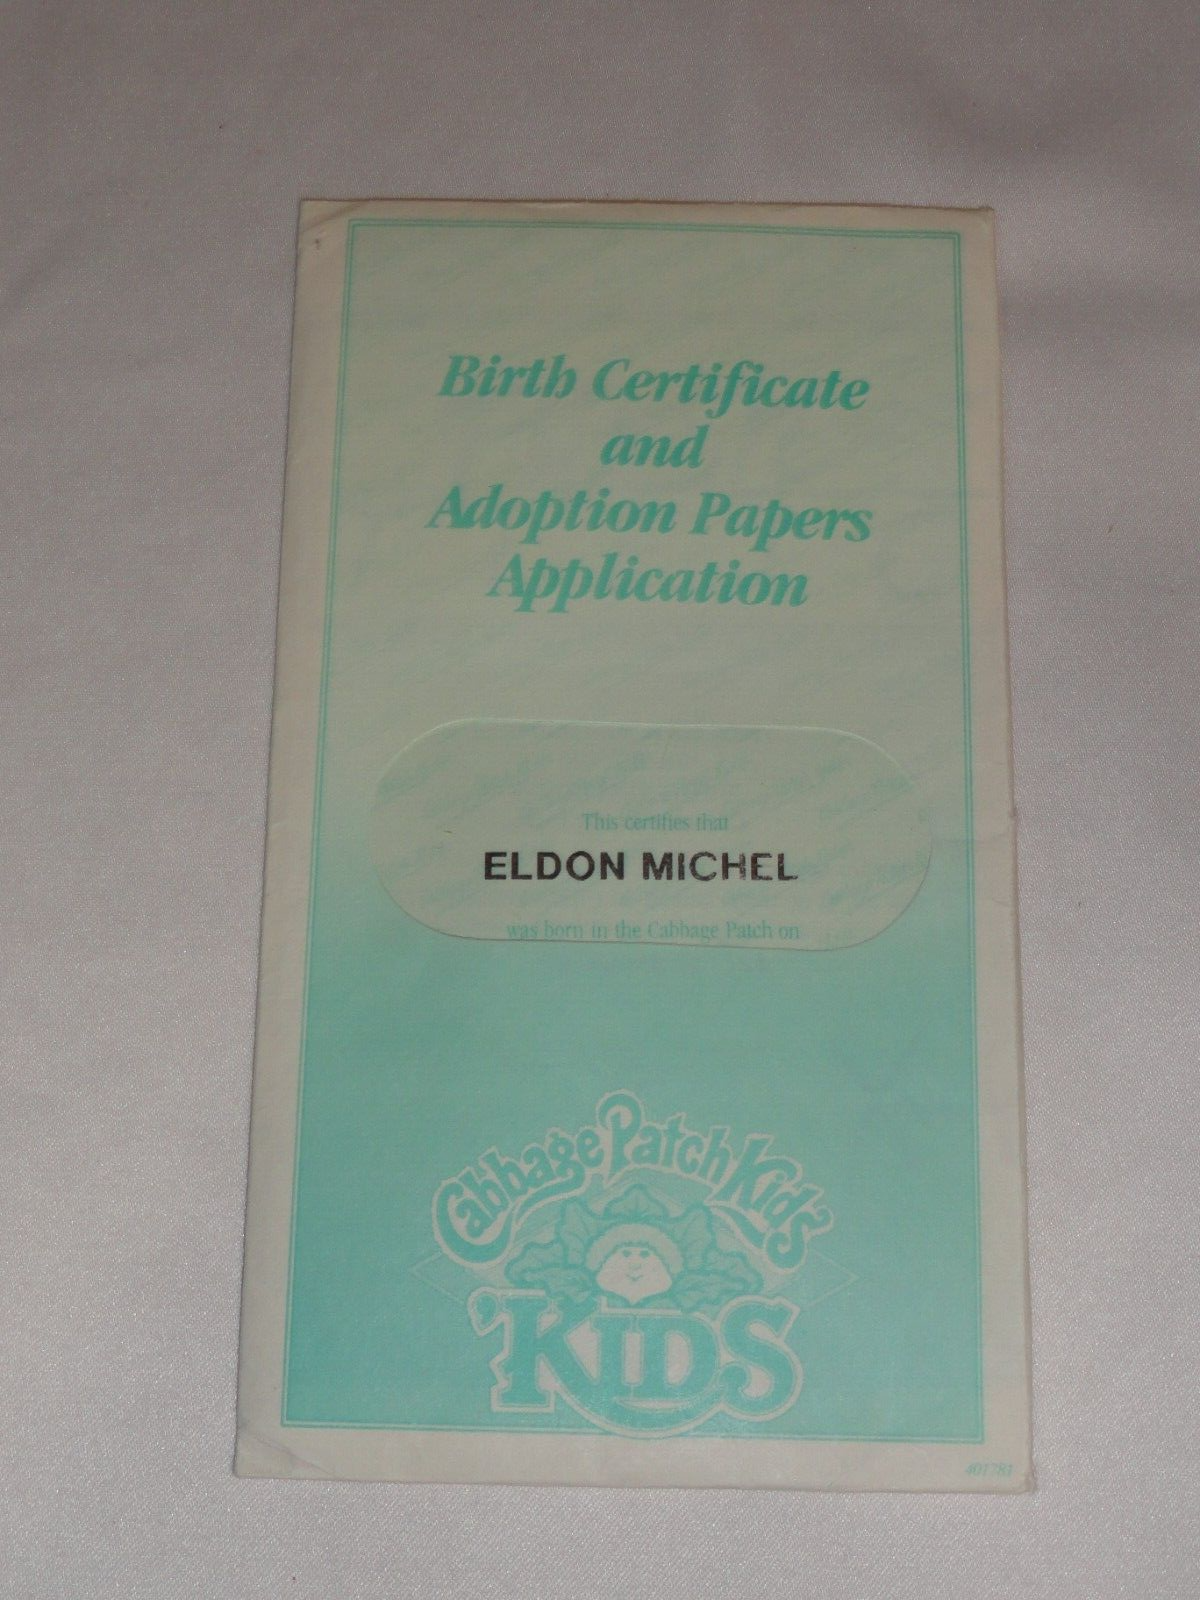 Birth Certificate
and
Adoption Papers
Application
This certifies that
ELDON MICHEL
was born in the Cabbage Patch on
Cabbage Patch Kids
'KIDS
401781